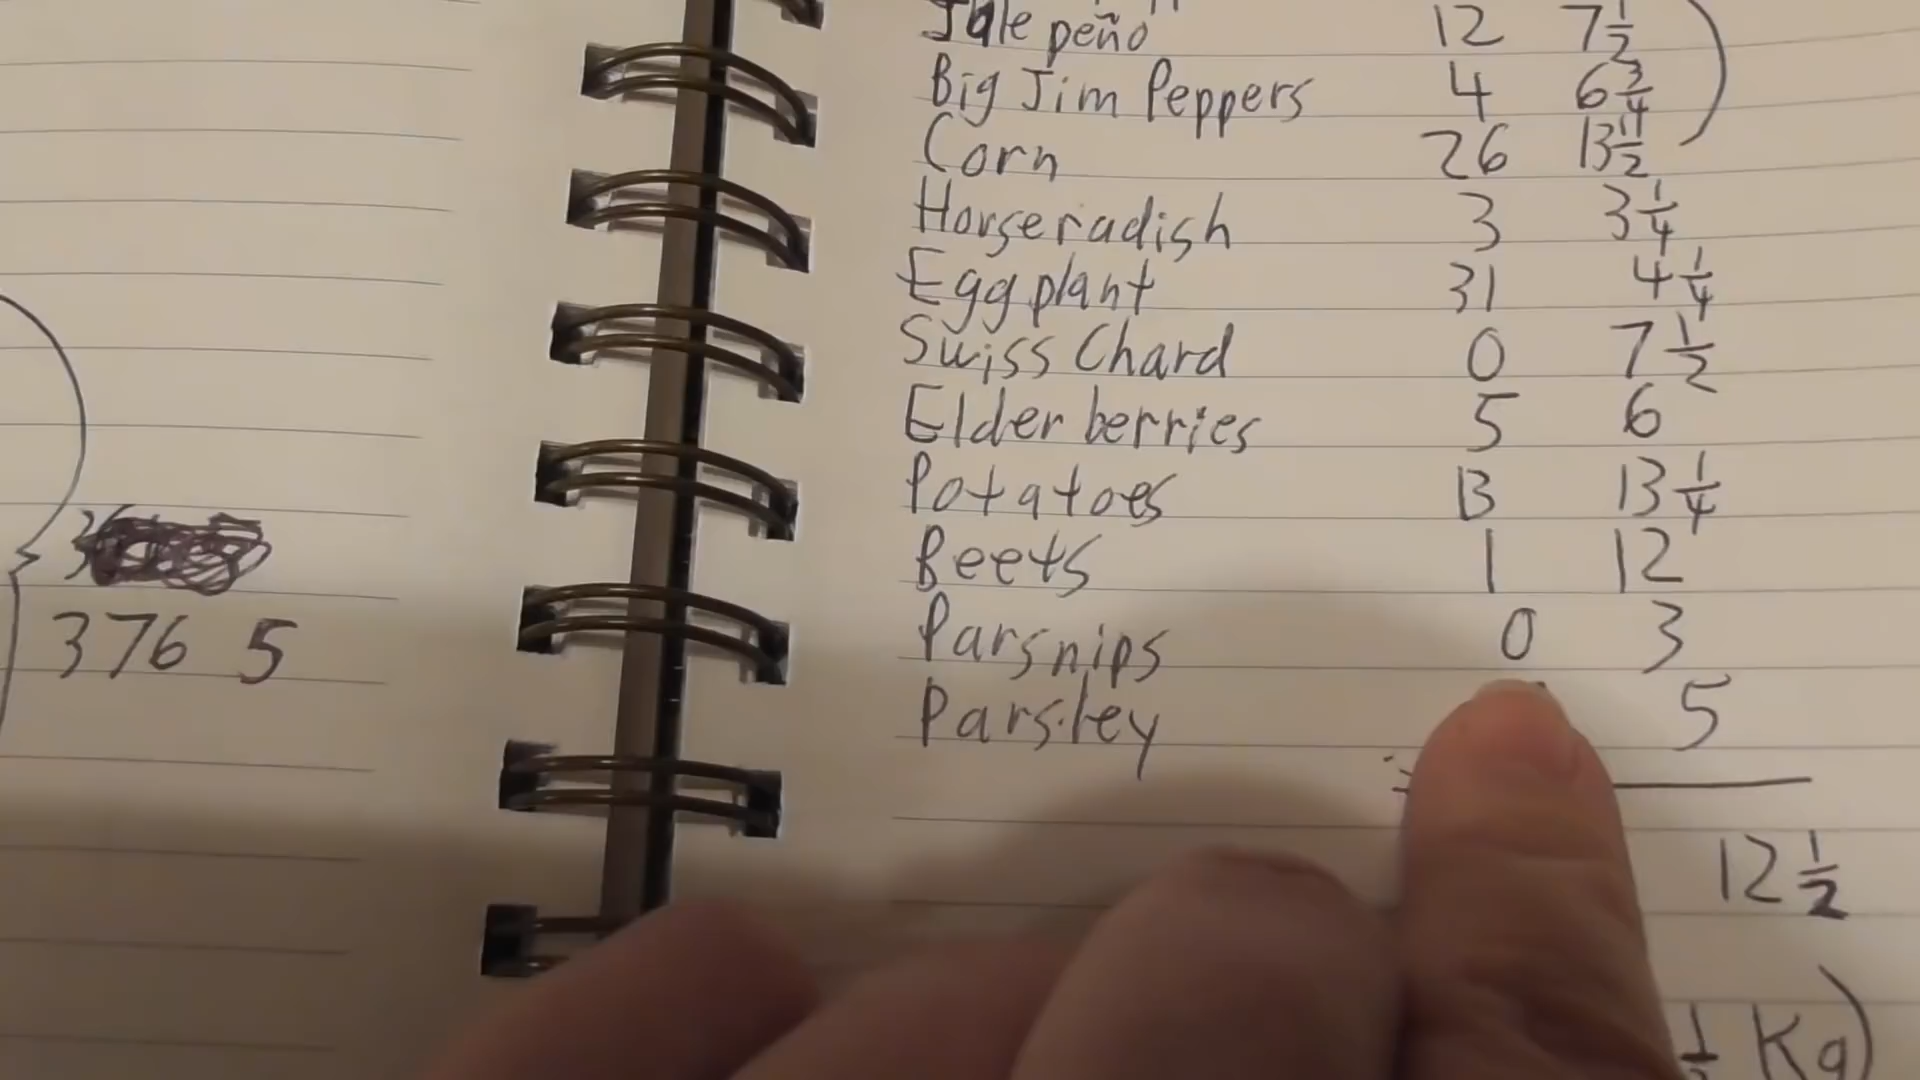 Jalepeño 12 7 1/2
Big Jim Peppers 4 6 3/4
Corn 26 13 1/2
Horseradish 3 3 1/4
Eggplant 31 4 1/4
Swiss Chard 0 7 1/2
Elderberries 5 6
Potatoes 13 13 1/4
Beets 1 12
Parsnips 0 3
Parsley 5
12 1/2
Kg)
376 5